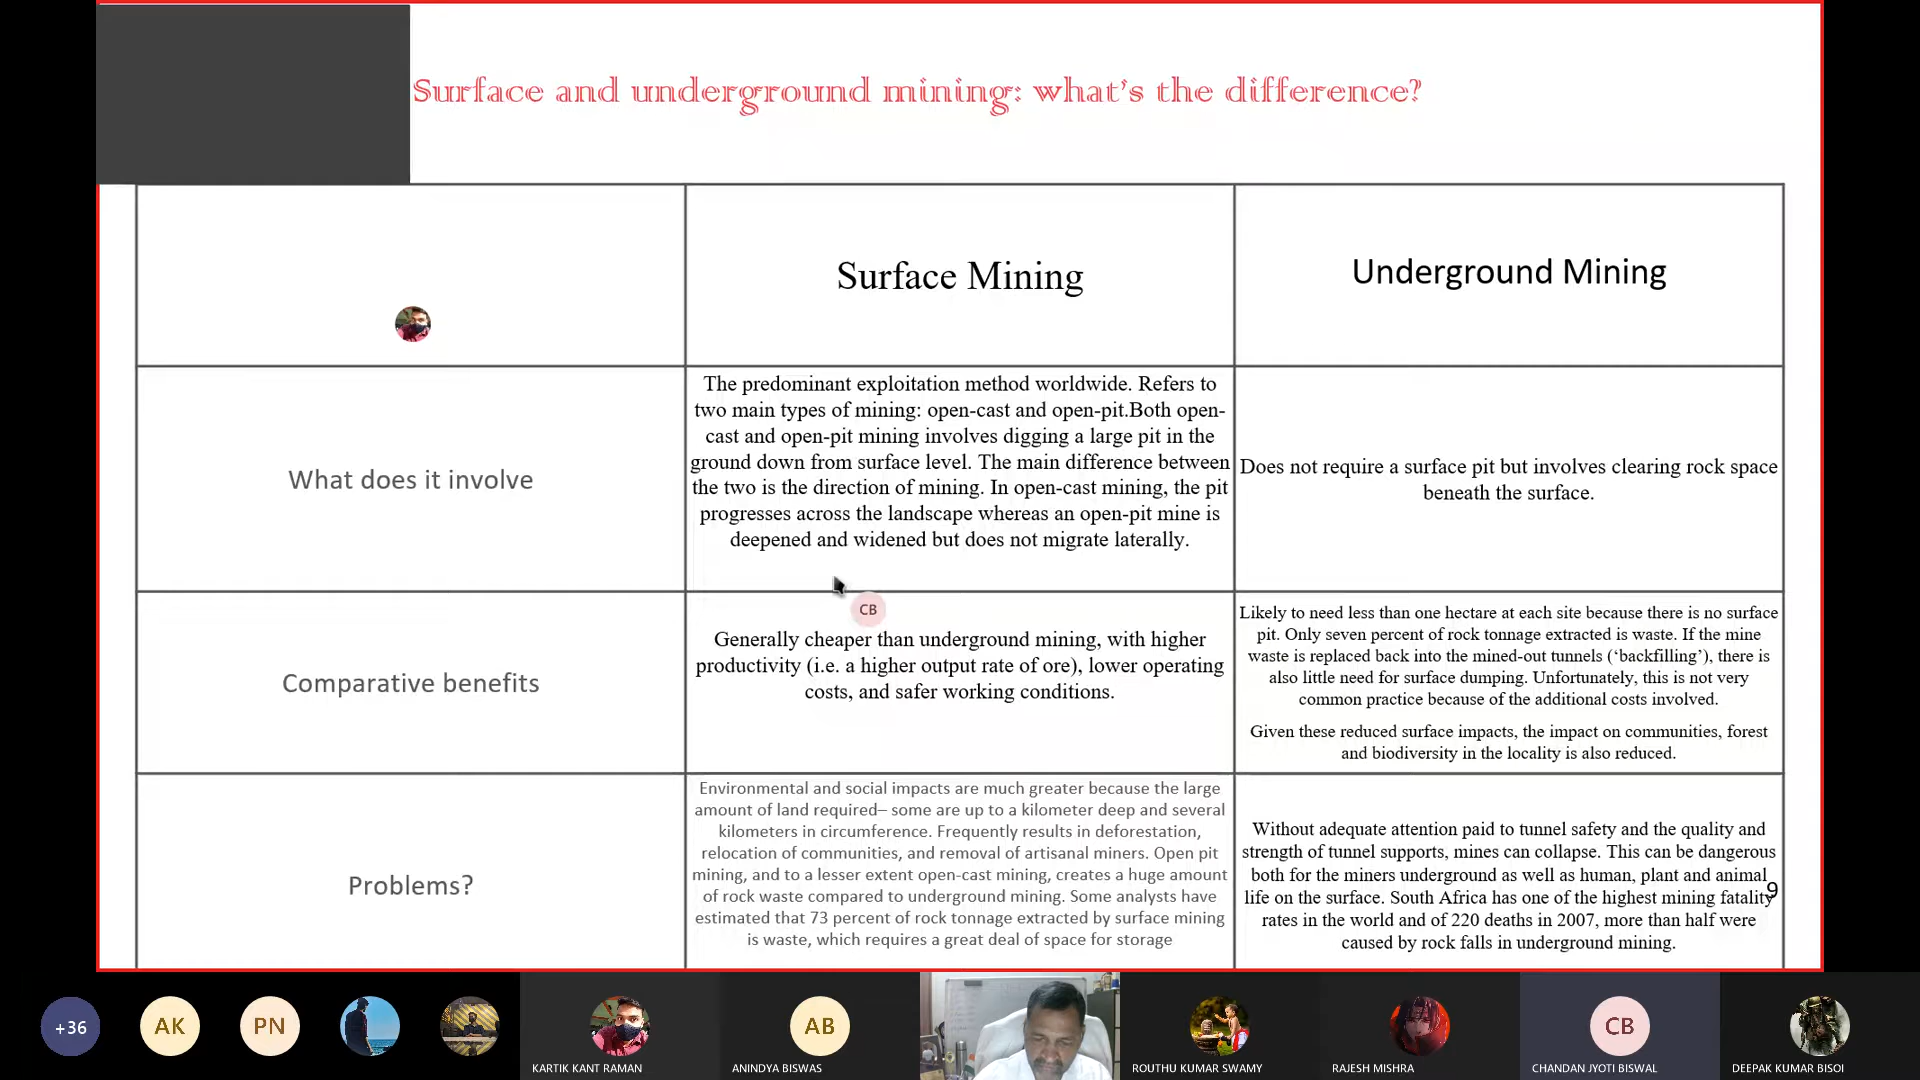 Surface and underground mining: what's the difference?
Surface Mining
Underground Mining
What does it involve
The predominant exploitation method worldwide. Refers to
two main types of mining: open-cast and open-pit.Both open-
cast and open-pit mining involves digging a large pit in the
ground down from surface level. The main difference between
the two is the direction of mining. In open-cast mining, the pit
progresses across the landscape whereas an open-pit mine is
deepened and widened but does not migrate laterally.
Does not require a surface pit but involves clearing rock space
beneath the surface.
CB
Comparative benefits
Generally cheaper than underground mining, with higher
productivity (i.e. a higher output rate of ore), lower operating
costs, and safer working conditions.
Likely to need less than one hectare at each site because there is no surface
pit. Only seven percent of rock tonnage extracted is waste. If the mine
waste is replaced back into the mined-out tunnels (‘backfilling’), there is
also little need for surface dumping. Unfortunately, this is not very
common practice because of the additional costs involved.
Given these reduced surface impacts, the impact on communities, forest
and biodiversity in the locality is also reduced.
Problems?
Environmental and social impacts are much greater because the large
amount of land required– some are up to a kilometer deep and several
kilometers in circumference. Frequently results in deforestation,
relocation of communities, and removal of artisanal miners. Open pit
mining, and to a lesser extent open-cast mining, creates a huge amount
of rock waste compared to underground mining. Some analysts have
estimated that 73 percent of rock tonnage extracted by surface mining
is waste, which requires a great deal of space for storage
Without adequate attention paid to tunnel safety and the quality and
strength of tunnel supports, mines can collapse. This can be dangerous
both for the miners underground as well as human, plant and animal
life on the surface. South Africa has one of the highest mining fatality
rates in the world and of 220 deaths in 2007, more than half were
caused by rock falls in underground mining.
9
+36
AK
PN
KARTIK KANT RAMAN
AB
ANINDYA BISWAS
ROUTHU KUMAR SWAMY
RAJESH MISHRA
CB
CHANDAN JYOTI BISWAL
DEEPAK KUMAR BISOI